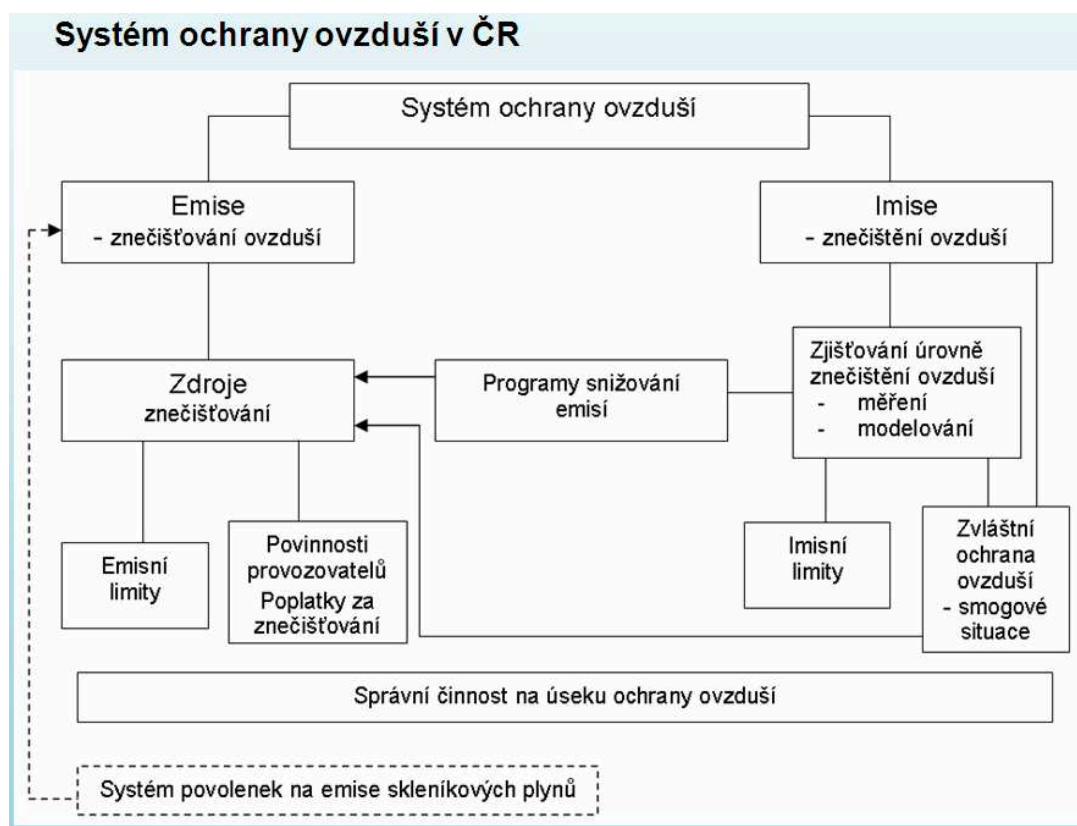 Systém ochrany ovzduší v ČR
Systém ochrany ovzduší
Emise
- znečišťování ovzduší
Imise
- znečištění ovzduší
Zdroje
znečišťování
Programy snižování
emisí
Zjišťování úrovně
znečištění ovzduší
- měření
- modelování
Emisní
limity
Povinnosti
provozovatelů
Poplatky za
znečišťování
Imisní
limity
Zvláštní
ochrana
ovzduší
- smogové
situace
Správní činnost na úseku ochrany ovzduší
Systém povolenek na emise skleníkových plynů